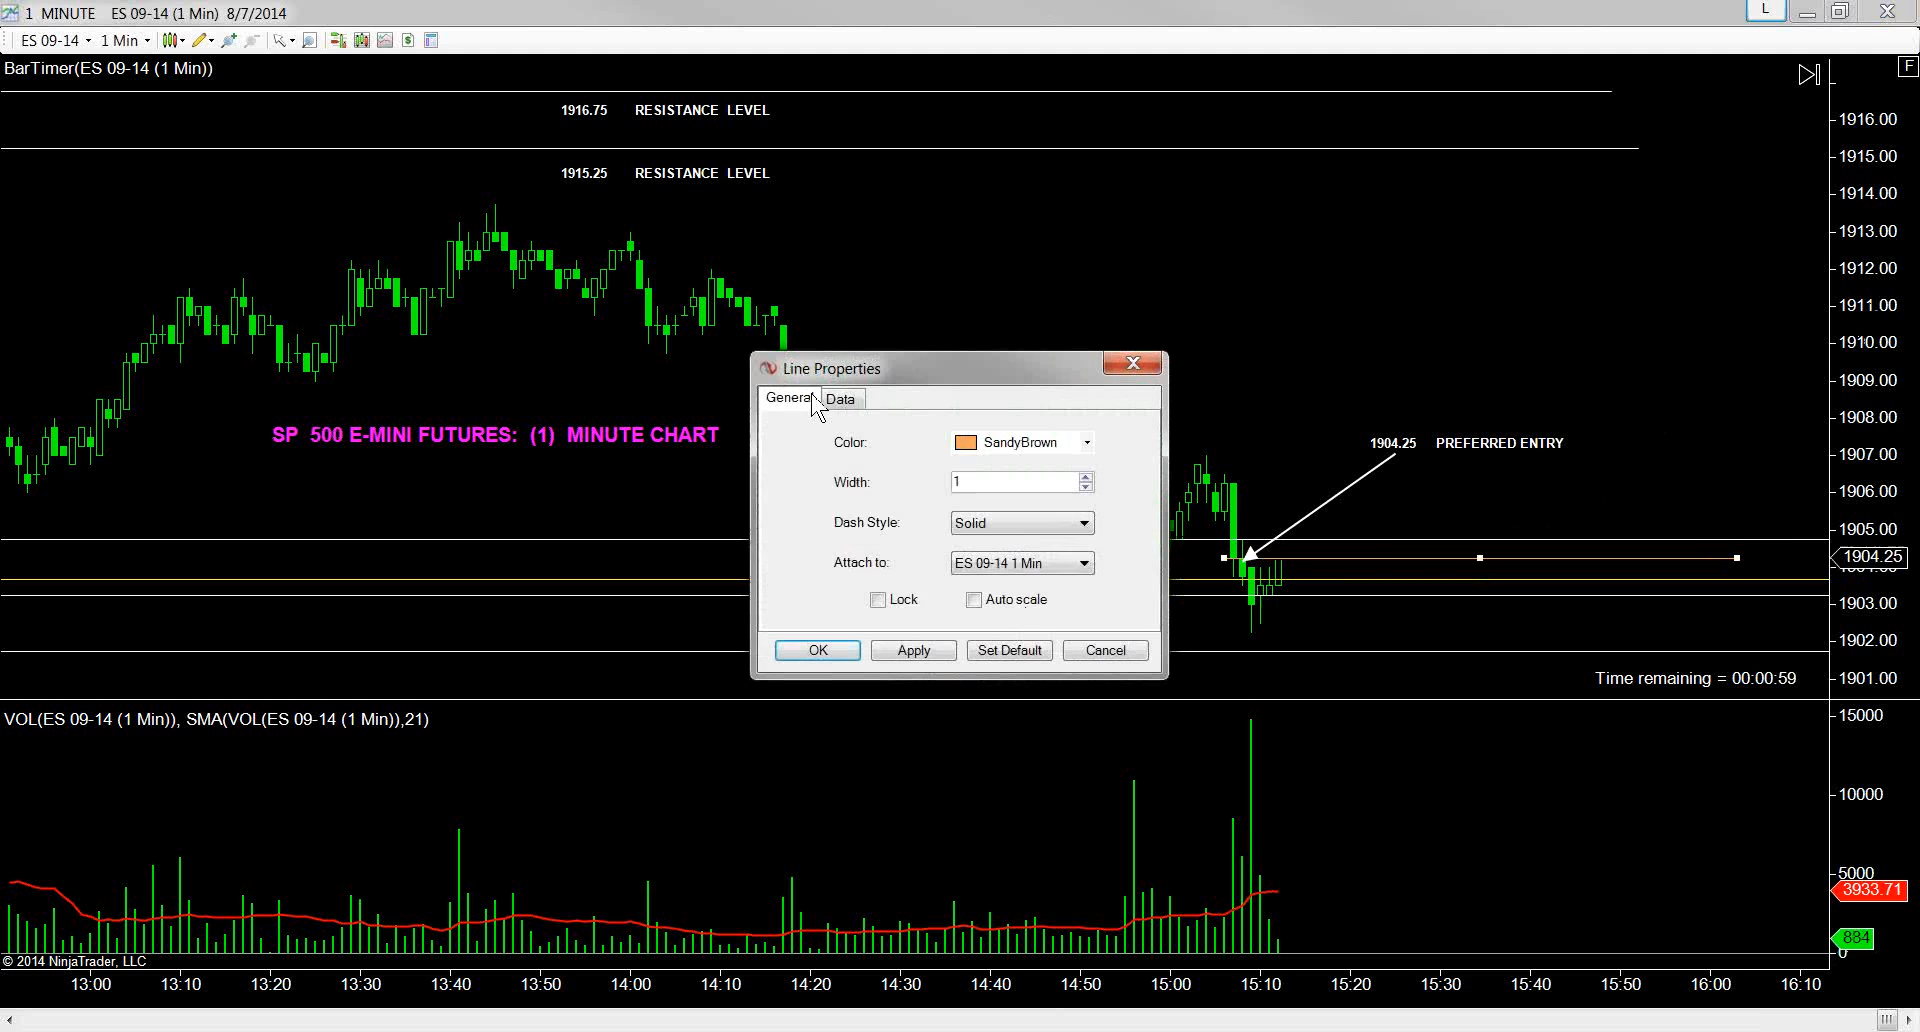 1 MINUTE ES 09-14 (1 Min) 8/7/2014
L
ES 09-14 1 Min
BarTimer(ES 09-14 (1 Min))
F
1916.75 RESISTANCE LEVEL
1915.25 RESISTANCE LEVEL
1916.00
1915.00
1914.00
1913.00
1912.00
1911.00
1910.00
1909.00
1908.00
1907.00
1906.00
1905.00
1904.25
1903.00
1902.00
1901.00
SP 500 E-MINI FUTURES: (1) MINUTE CHART
1904.25 PREFERRED ENTRY
Line Properties
General Data
Color: SandyBrown
Width: 1
Dash Style: Solid
Attach to: ES 09-14 1 Min
Lock Auto scale
OK Apply Set Default Cancel
Time remaining = 00:00:59
VOL(ES 09-14 (1 Min)), SMA(VOL(ES 09-14 (1 Min)),21)
15000
10000
5000
3933.71
884
0
© 2014 NinjaTrader, LLC
13:00 13:10 13:20 13:30 13:40 13:50 14:00 14:10 14:20 14:30 14:40 14:50 15:00 15:10 15:20 15:30 15:40 15:50 16:00 16:10